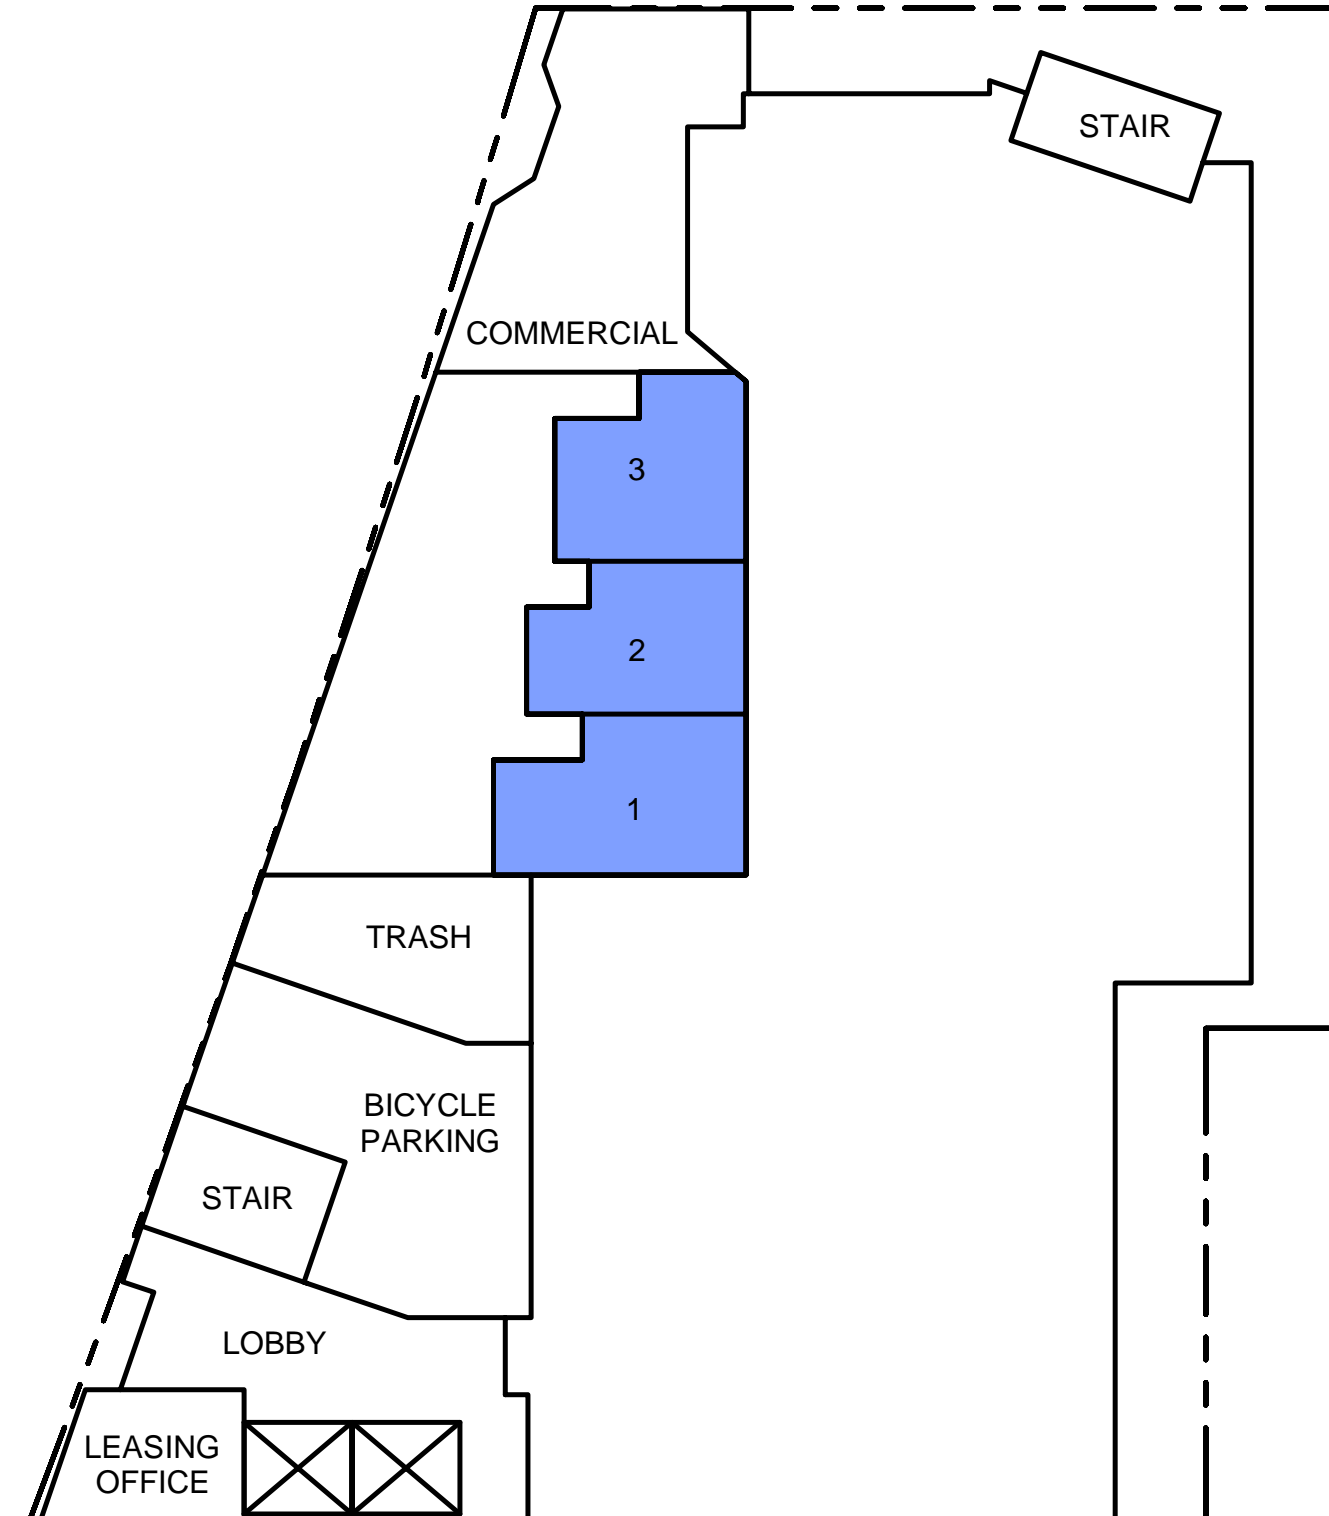 STAIR
COMMERCIAL
3
2
1
TRASH
BICYCLE
PARKING
STAIR
LOBBY
LEASING
OFFICE